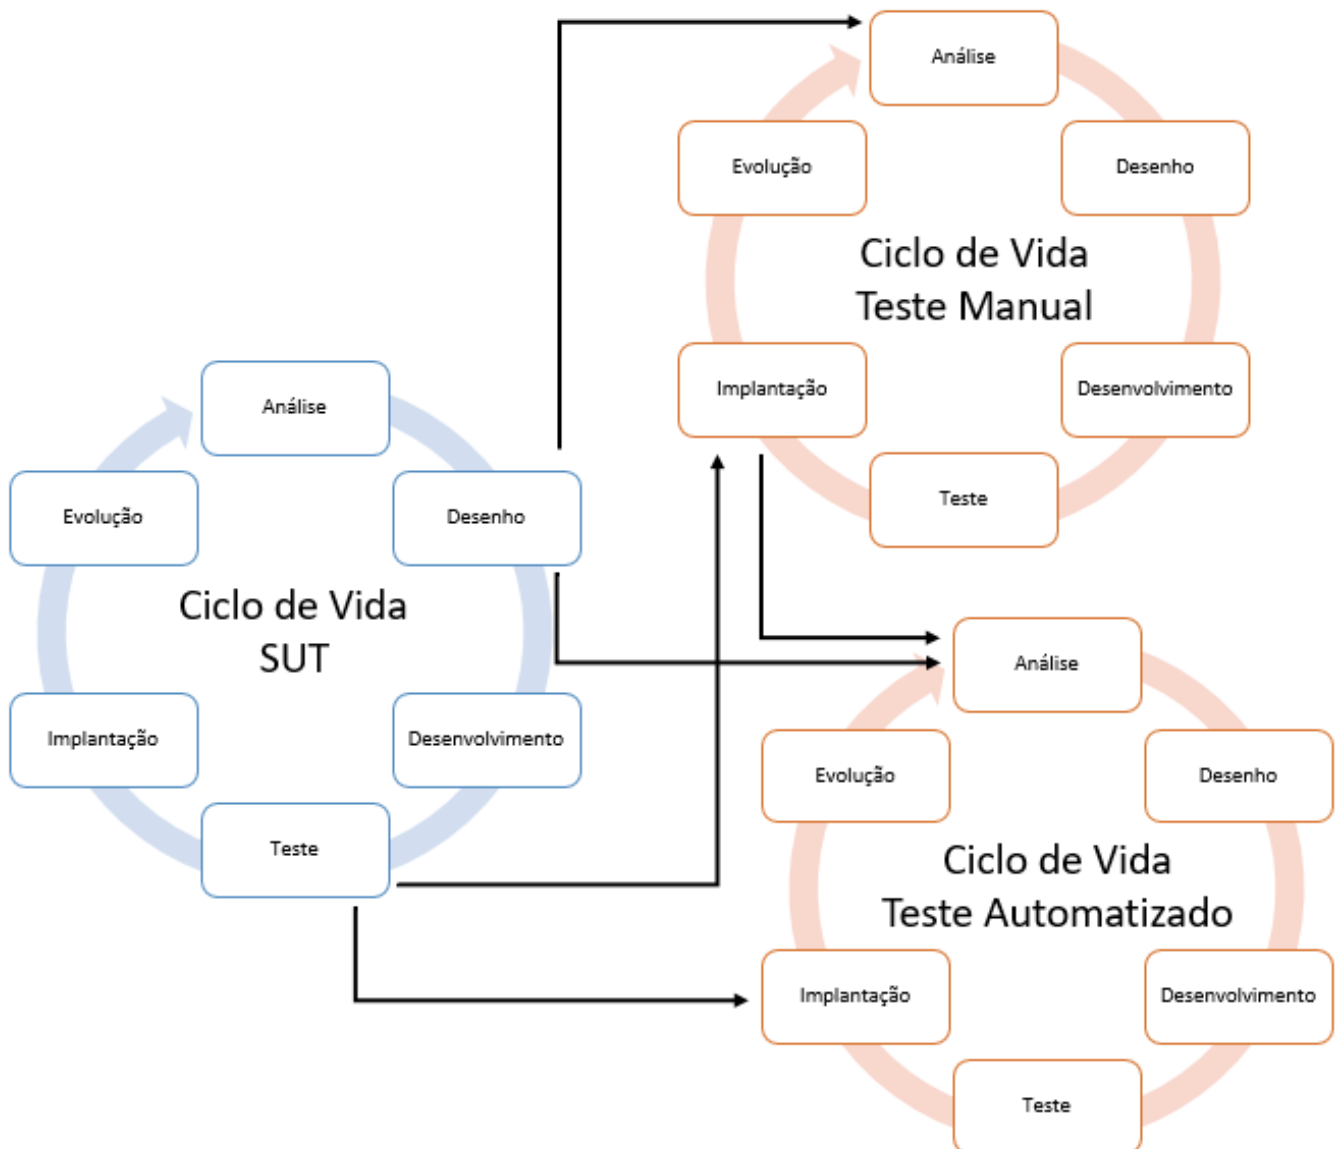 Análise
Evolução
Desenho
Ciclo de Vida
Teste Manual
Implantação
Desenvolvimento
Teste
Análise
Evolução
Desenho
Ciclo de Vida
SUT
Implantação
Desenvolvimento
Teste
Análise
Evolução
Desenho
Ciclo de Vida
Teste Automatizado
Implantação
Desenvolvimento
Teste